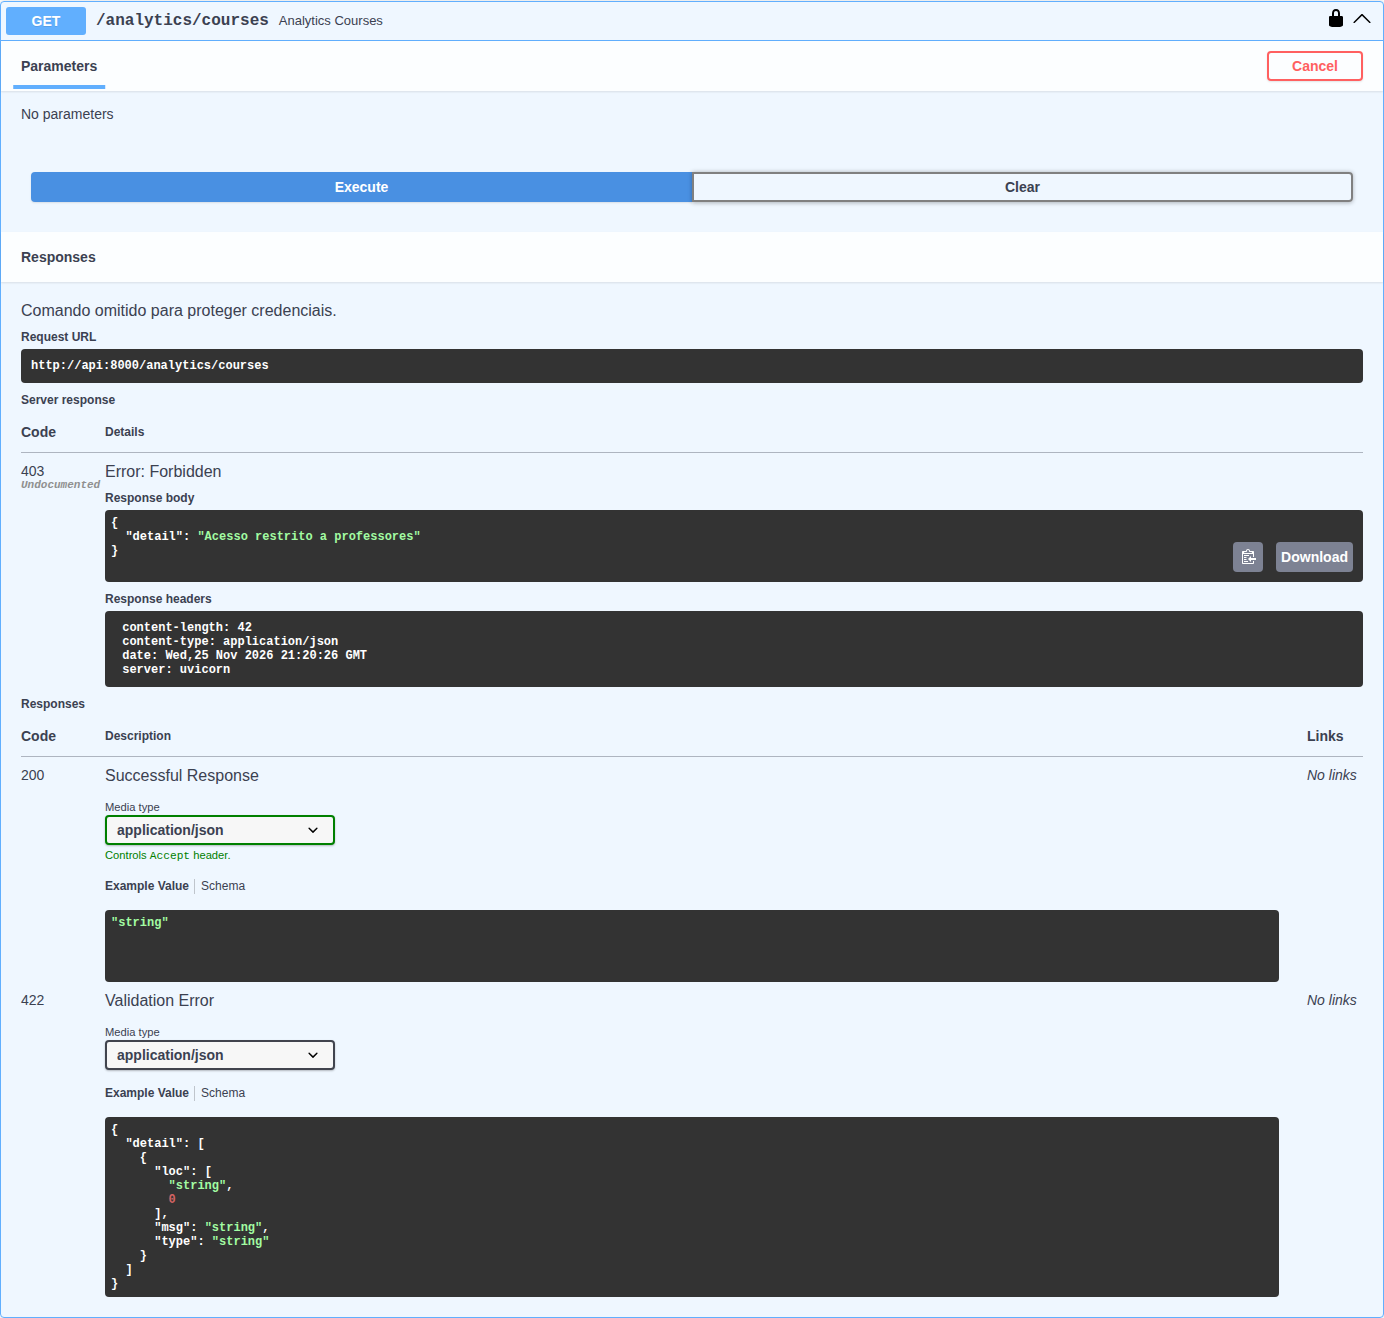 GET /analytics/courses Analytics Courses
Parameters
Cancel
No parameters
Execute
Clear
Responses
Comando omitido para proteger credenciais.
Request URL
http://api:8000/analytics/courses
Server response
Code Details
403 Error: Forbidden
Undocumented
Response body
{
  "detail": "Acesso restrito a professores"
}
Download
Response headers
content-length: 42
content-type: application/json
date: Wed,25 Nov 2026 21:20:26 GMT
server: uvicorn
Responses
Code Description Links
200 Successful Response No links
Media type
application/json
Controls Accept header.
Example Value Schema
"string"
422 Validation Error No links
Media type
application/json
Example Value Schema
{
  "detail": [
    {
      "loc": [
        "string",
        0
      ],
      "msg": "string",
      "type": "string"
    }
  ]
}